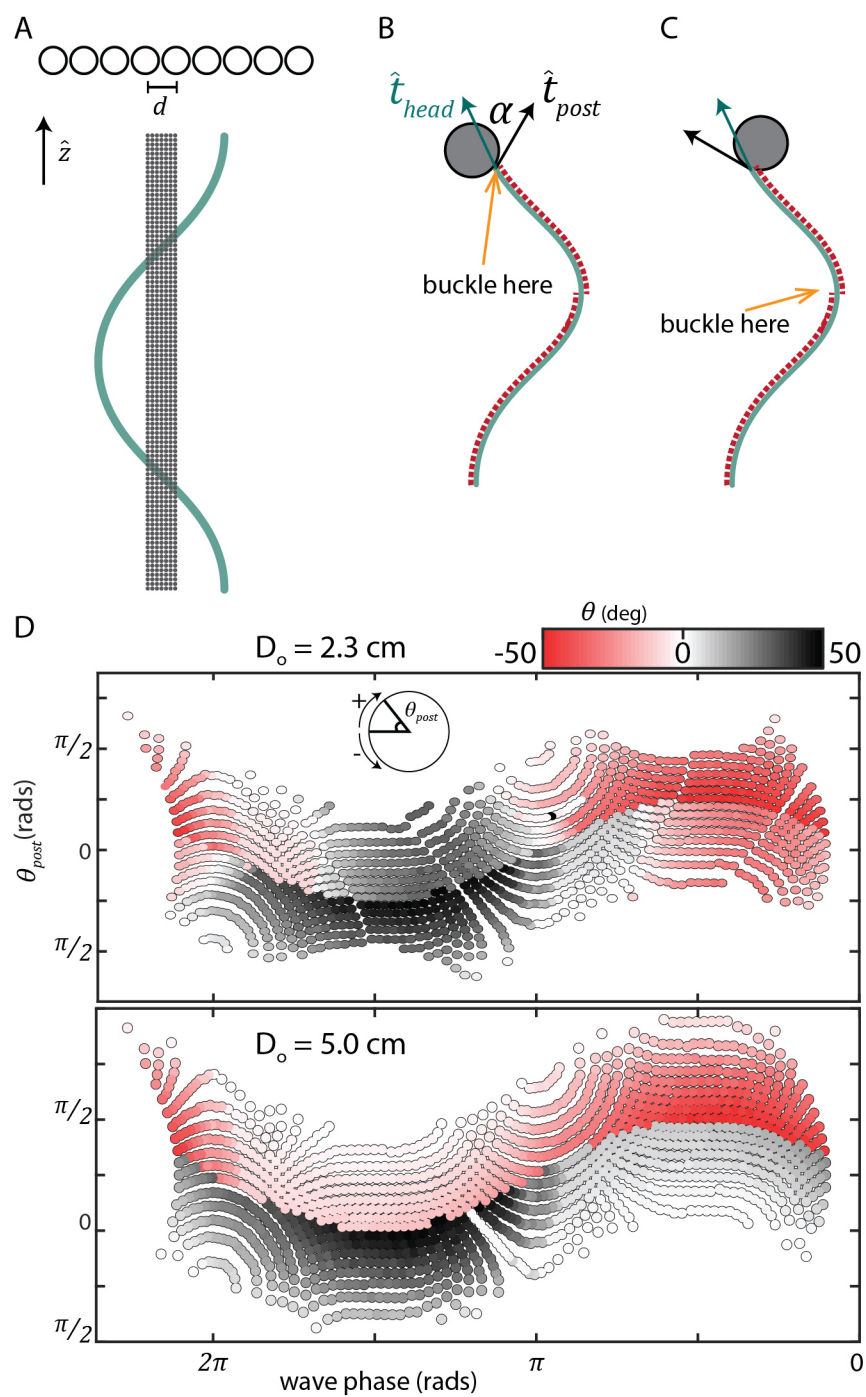 A
B
C
d
ẑ
t̂head
α
t̂post
buckle here
buckle here
D
Dₒ = 2.3 cm
θ (deg)
-50
0
50
+
θpost
-
π/2
0
π/2
θpost(rads)
Dₒ = 5.0 cm
π/2
0
π/2
2π
π
0
wave phase (rads)